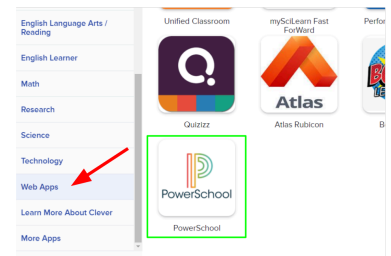 English Language Arts /
Reading
English Learner
Math
Research
Science
Technology
Web Apps
Learn More About Clever
More Apps
Unified Classroom
mySciLearn Fast
ForWard
Perfor
Atlas
Quizizz
Atlas Rubicon
PowerSchool
PowerSchool